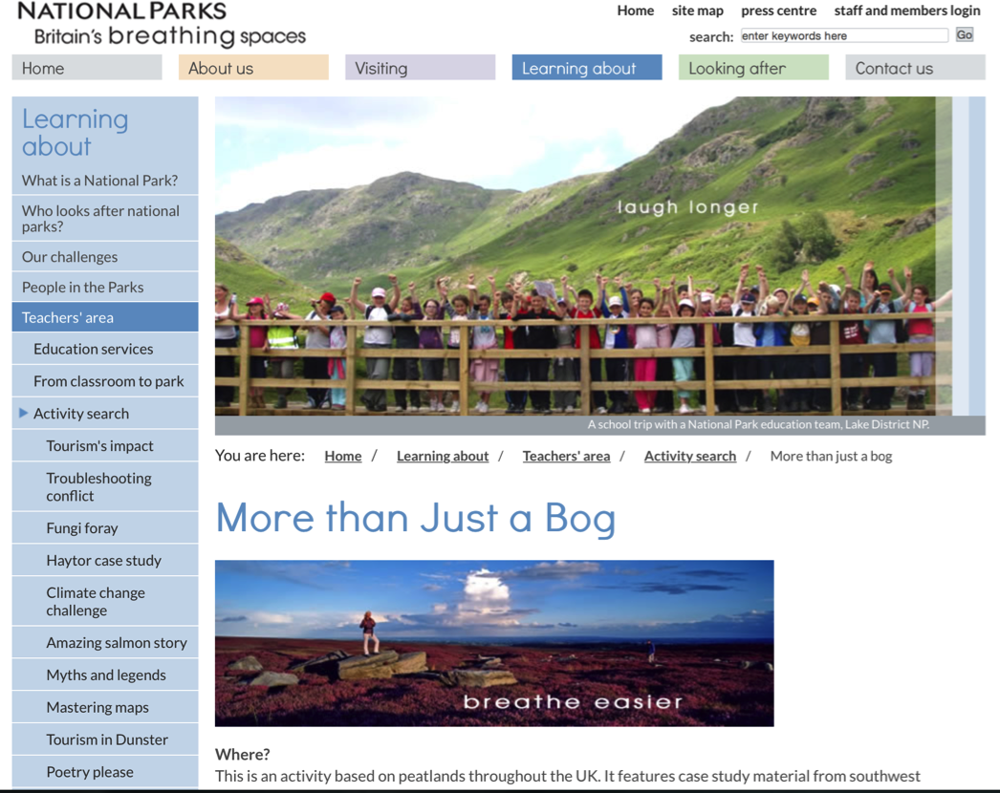 NATIONAL PARKS
Britain's breathing spaces
Home site map press centre staff and members login
search: enter keywords here Go
Home About us Visiting Learning about Looking after Contact us
Learning
about
What is a National Park?
Who looks after national
parks?
Our challenges
People in the Parks
Teachers' area
Education services
From classroom to park
Activity search
Tourism's impact
Troubleshooting
conflict
Fungi foray
Haytor case study
Climate change
challenge
Amazing salmon story
Myths and legends
Mastering maps
Tourism in Dunster
Poetry please
laugh longer
A school trip with a National Park education team, Lake District NP.
You are here: Home / Learning about / Teachers' area / Activity search / More than just a bog
More than Just a Bog
breathe easier
Where?
This is an activity based on peatlands throughout the UK. It features case study material from southwest